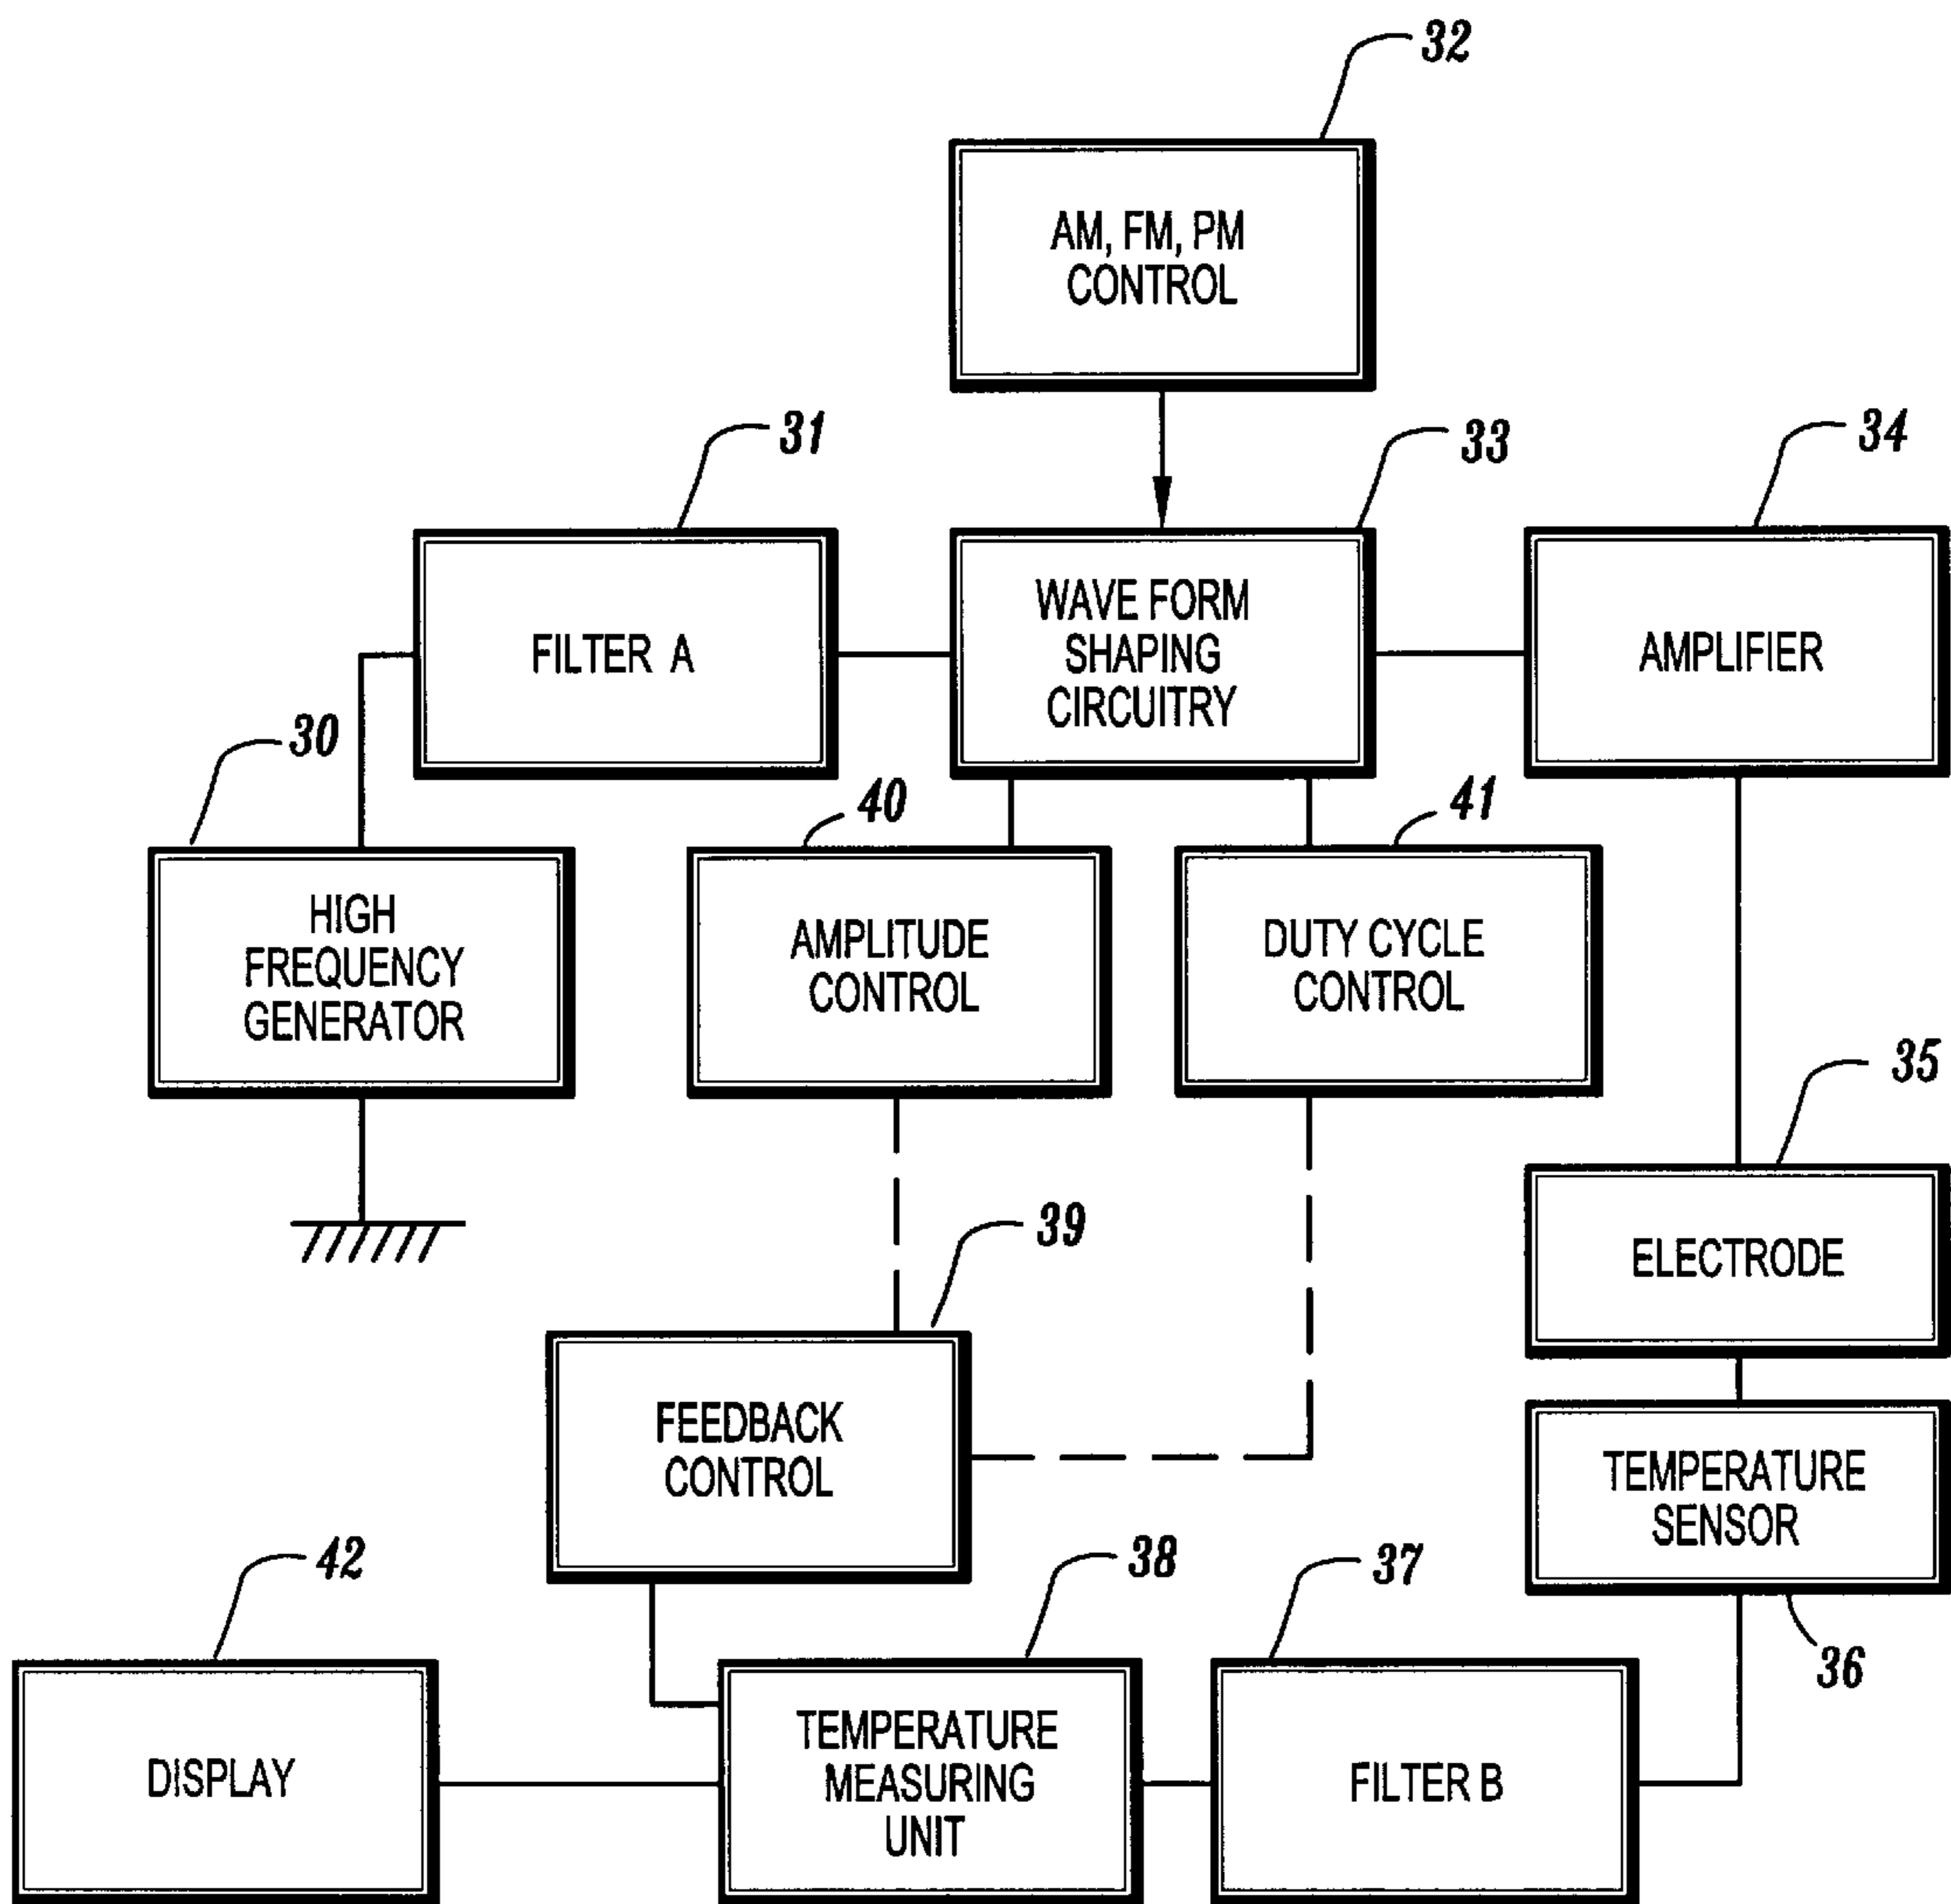 32
AM, FM, PM
CONTROL
31
33
34
FILTER A
WAVE FORM
SHAPING
CIRCUITRY
AMPLIFIER
30
40
41
HIGH
FREQUENCY
GENERATOR
AMPLITUDE
CONTROL
DUTY CYCLE
CONTROL
35
ELECTRODE
39
FEEDBACK
CONTROL
TEMPERATURE
SENSOR
36
42
38
37
DISPLAY
TEMPERATURE
MEASURING
UNIT
FILTER B